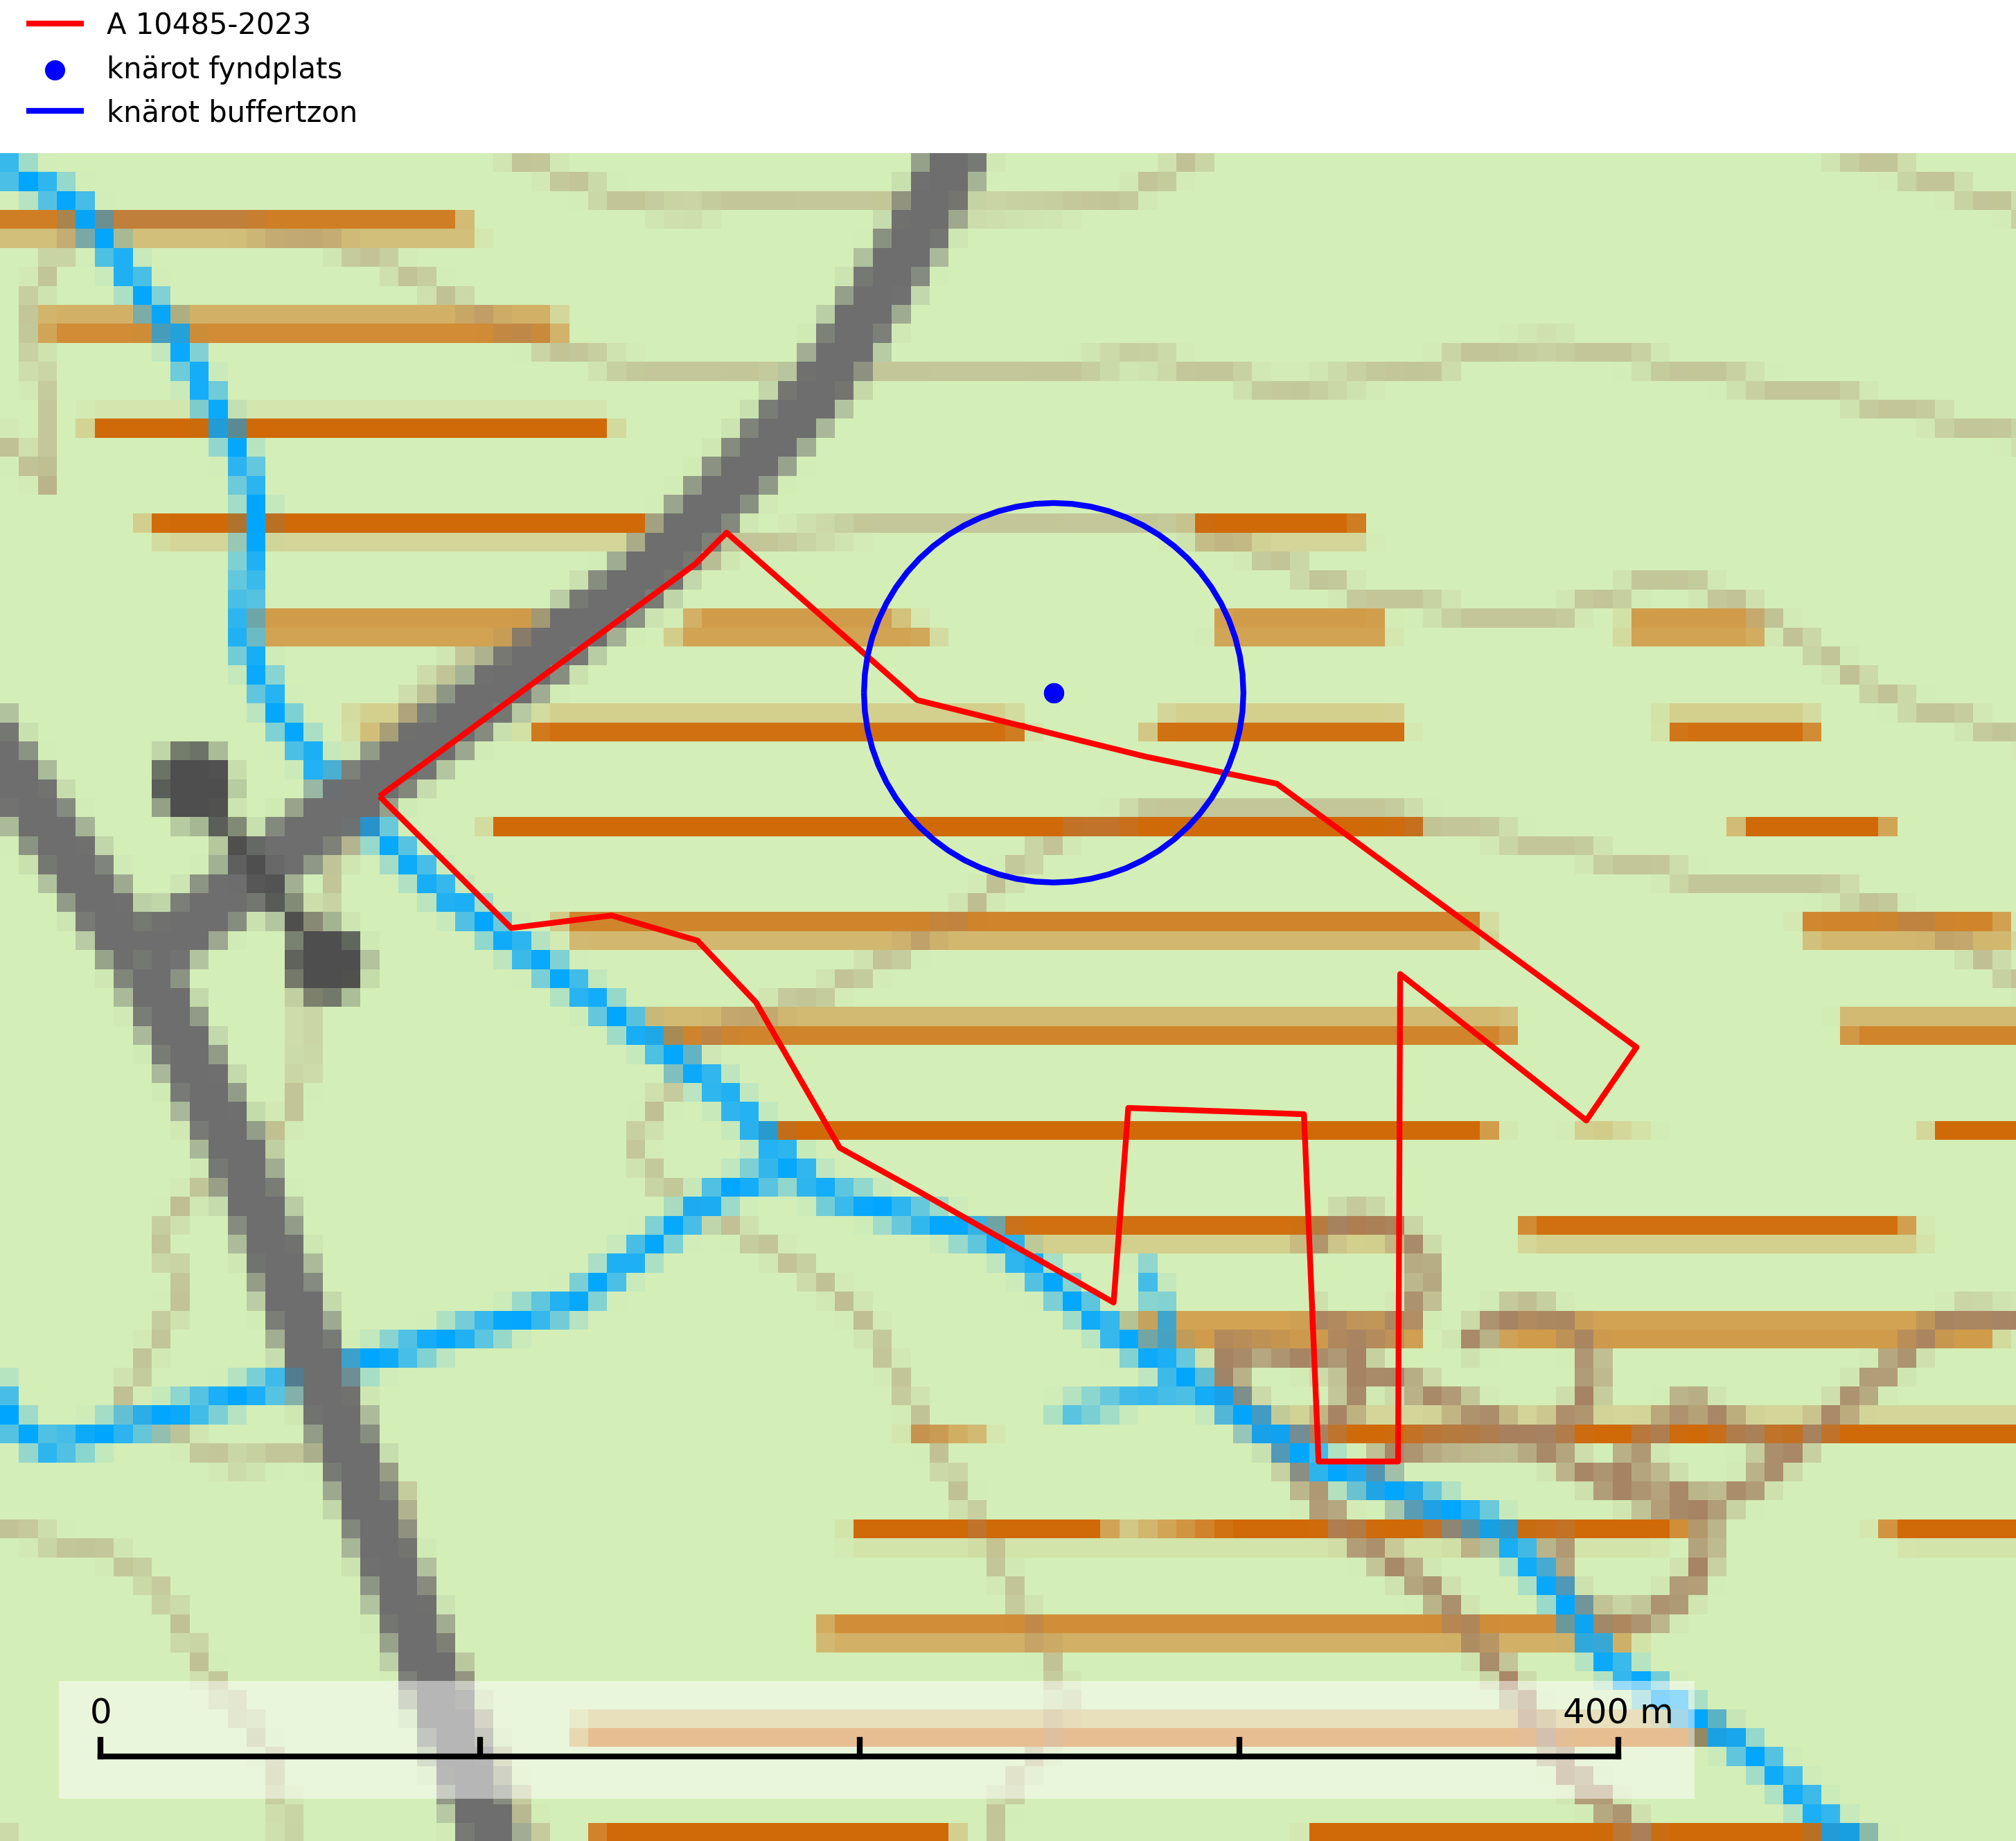 A 10485-2023
knärot fyndplats
knärot buffertzon
0 400 m